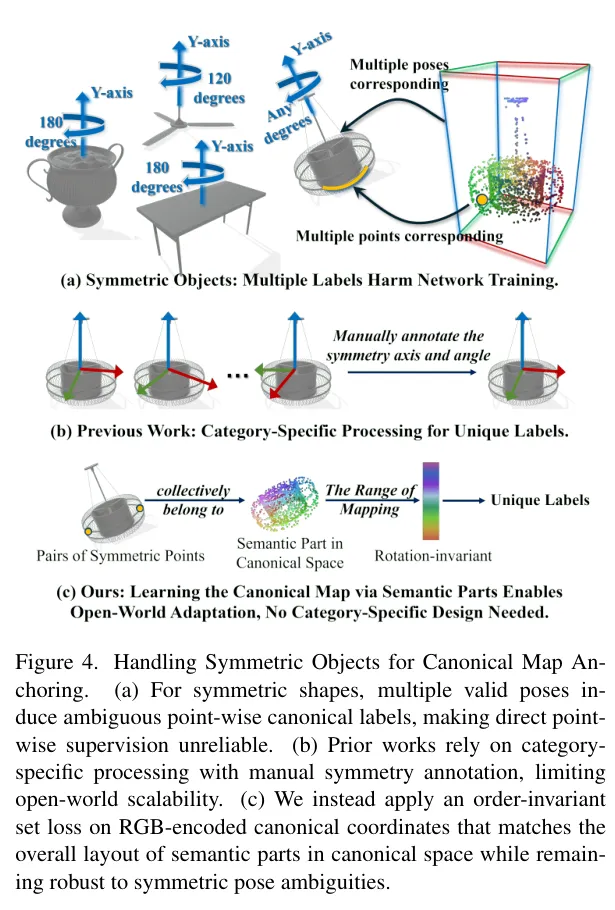 Y-axis
120
degrees
Y-axis
180
degrees
Y-axis
180
degrees
Y-axis
Any
degrees
Multiple poses
corresponding
Multiple points corresponding
(a) Symmetric Objects: Multiple Labels Harm Network Training.
...
Manually annotate the
symmetry axis and angle
(b) Previous Work: Category-Specific Processing for Unique Labels.
collectively
belong to
The Range of
Mapping
Unique Labels
Pairs of Symmetric Points
Semantic Part in
Canonical Space
Rotation-invariant
(c) Ours: Learning the Canonical Map via Semantic Parts Enables
Open-World Adaptation, No Category-Specific Design Needed.
Figure 4. Handling Symmetric Objects for Canonical Map An-
choring. (a) For symmetric shapes, multiple valid poses in-
duce ambiguous point-wise canonical labels, making direct point-
wise supervision unreliable. (b) Prior works rely on category-
specific processing with manual symmetry annotation, limiting
open-world scalability. (c) We instead apply an order-invariant
set loss on RGB-encoded canonical coordinates that matches the
overall layout of semantic parts in canonical space while remain-
ing robust to symmetric pose ambiguities.